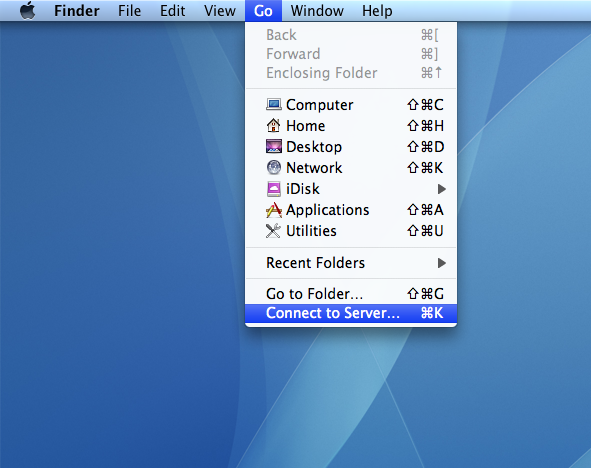 Finder File Edit View Go Window Help
Back ⌘[
Forward ⌘]
Enclosing Folder ⌘↑
Computer ⇧⌘C
Home ⇧⌘H
Desktop ⇧⌘D
Network ⇧⌘K
iDisk ▶
Applications ⇧⌘A
Utilities ⇧⌘U
Recent Folders ▶
Go to Folder... ⇧⌘G
Connect to Server... ⌘K